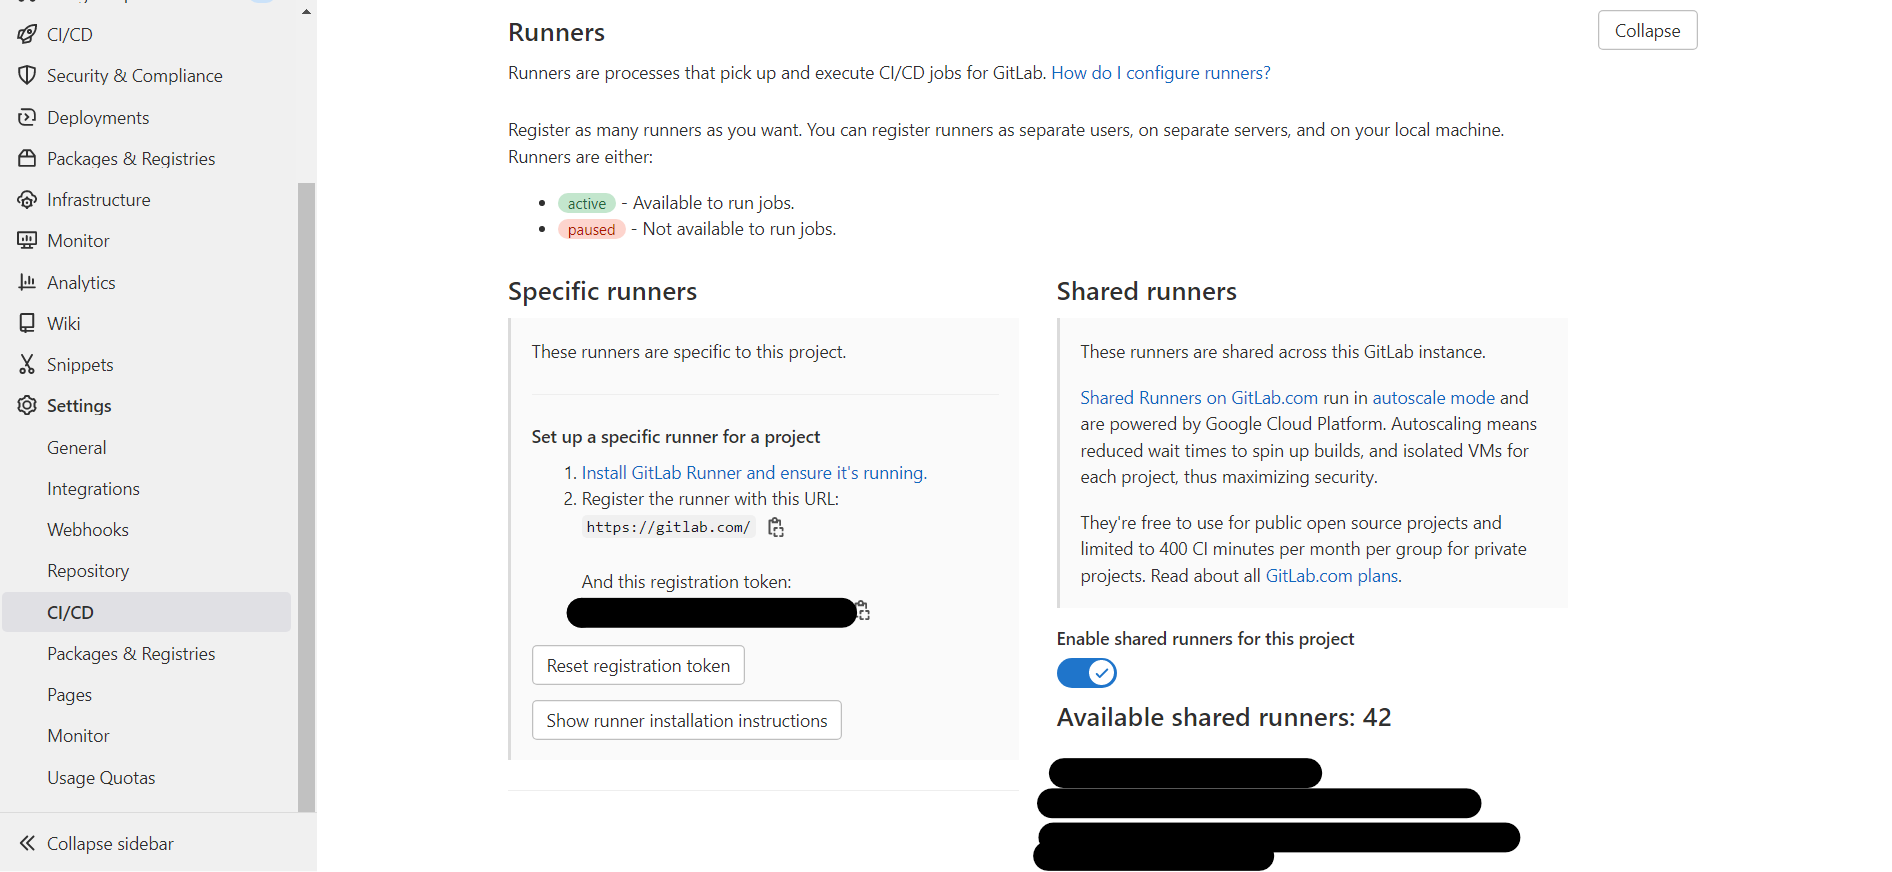 CI/CD
Security & Compliance
Deployments
Packages & Registries
Infrastructure
Monitor
Analytics
Wiki
Snippets
Settings
General
Integrations
Webhooks
Repository
CI/CD
Packages & Registries
Pages
Monitor
Usage Quotas
Collapse sidebar
Runners
Collapse
Runners are processes that pick up and execute CI/CD jobs for GitLab. How do I configure runners?
Register as many runners as you want. You can register runners as separate users, on separate servers, and on your local machine.
Runners are either:
• active - Available to run jobs.
• paused - Not available to run jobs.
Specific runners
These runners are specific to this project.
Set up a specific runner for a project
1. Install GitLab Runner and ensure it's running.
2. Register the runner with this URL:
https://gitlab.com/
And this registration token:
Reset registration token
Show runner installation instructions
Shared runners
These runners are shared across this GitLab instance.
Shared Runners on GitLab.com run in autoscale mode and
are powered by Google Cloud Platform. Autoscaling means
reduced wait times to spin up builds, and isolated VMs for
each project, thus maximizing security.
They're free to use for public open source projects and
limited to 400 CI minutes per month per group for private
projects. Read about all GitLab.com plans.
Enable shared runners for this project
Available shared runners: 42